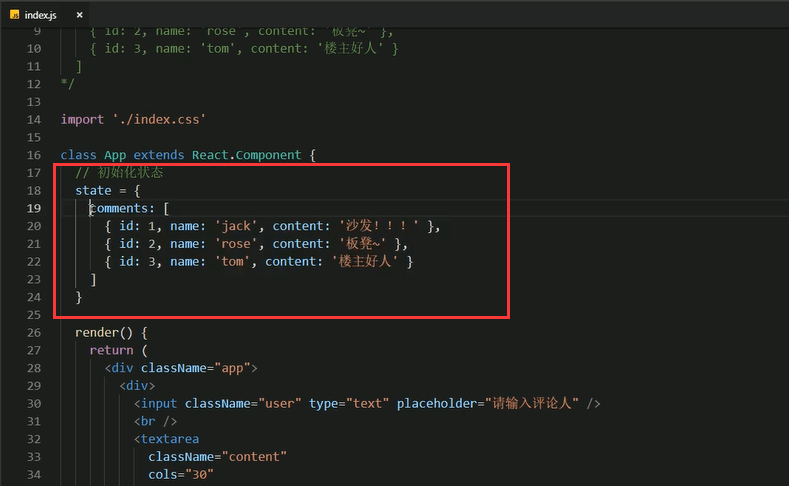 index.js ×
9 { id: 2, name: 'rose', content: '板凳~' },
10 { id: 3, name: 'tom', content: '楼主好人' }
11 ]
12 */
13
14 import './index.css'
15
16 class App extends React.Component {
17 // 初始化状态
18 state = {
19 comments: [
20 { id: 1, name: 'jack', content: '沙发！！！' },
21 { id: 2, name: 'rose', content: '板凳~' },
22 { id: 3, name: 'tom', content: '楼主好人' }
23 ]
24 }
25
26 render() {
27 return (
28 <div className="app">
29 <div>
30 <input className="user" type="text" placeholder="请输入评论人" />
31 <br />
32 <textarea
33 className="content"
34 cols="30"